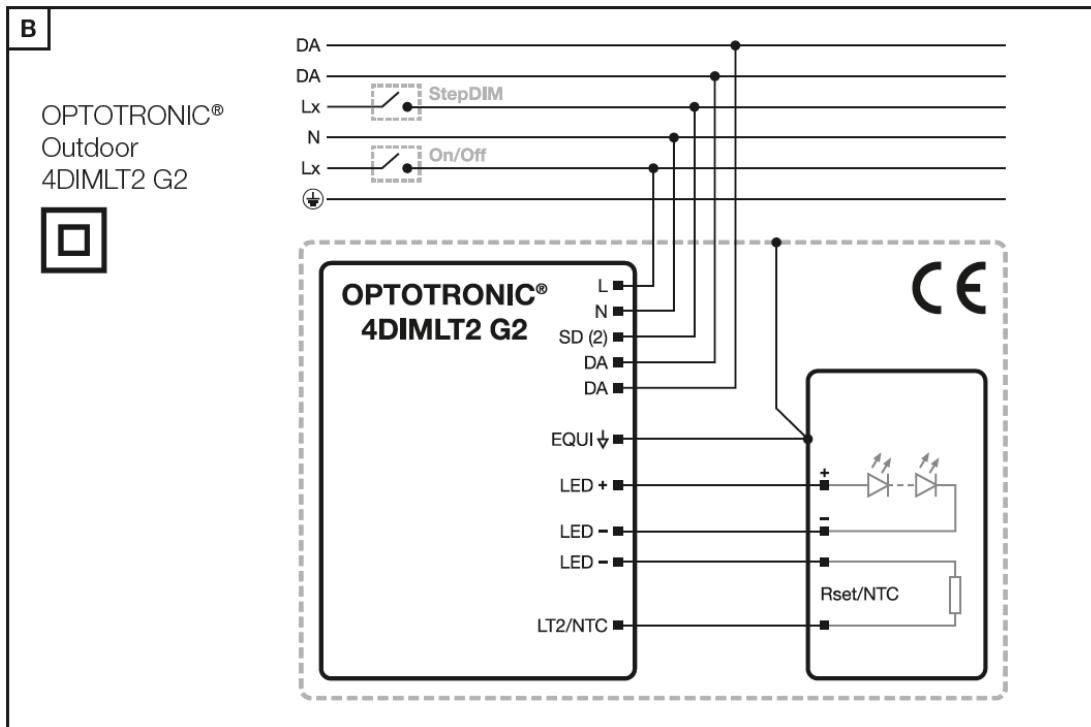 B
OPTOTRONIC®
Outdoor
4DIMLT2 G2
DA
DA
Lx
StepDIM
N
Lx
On/Off
OPTOTRONIC®
4DIMLT2 G2
L
N
SD (2)
DA
DA
EQUI
LED +
LED -
LED -
LT2/NTC
CE
+
-
Rset/NTC